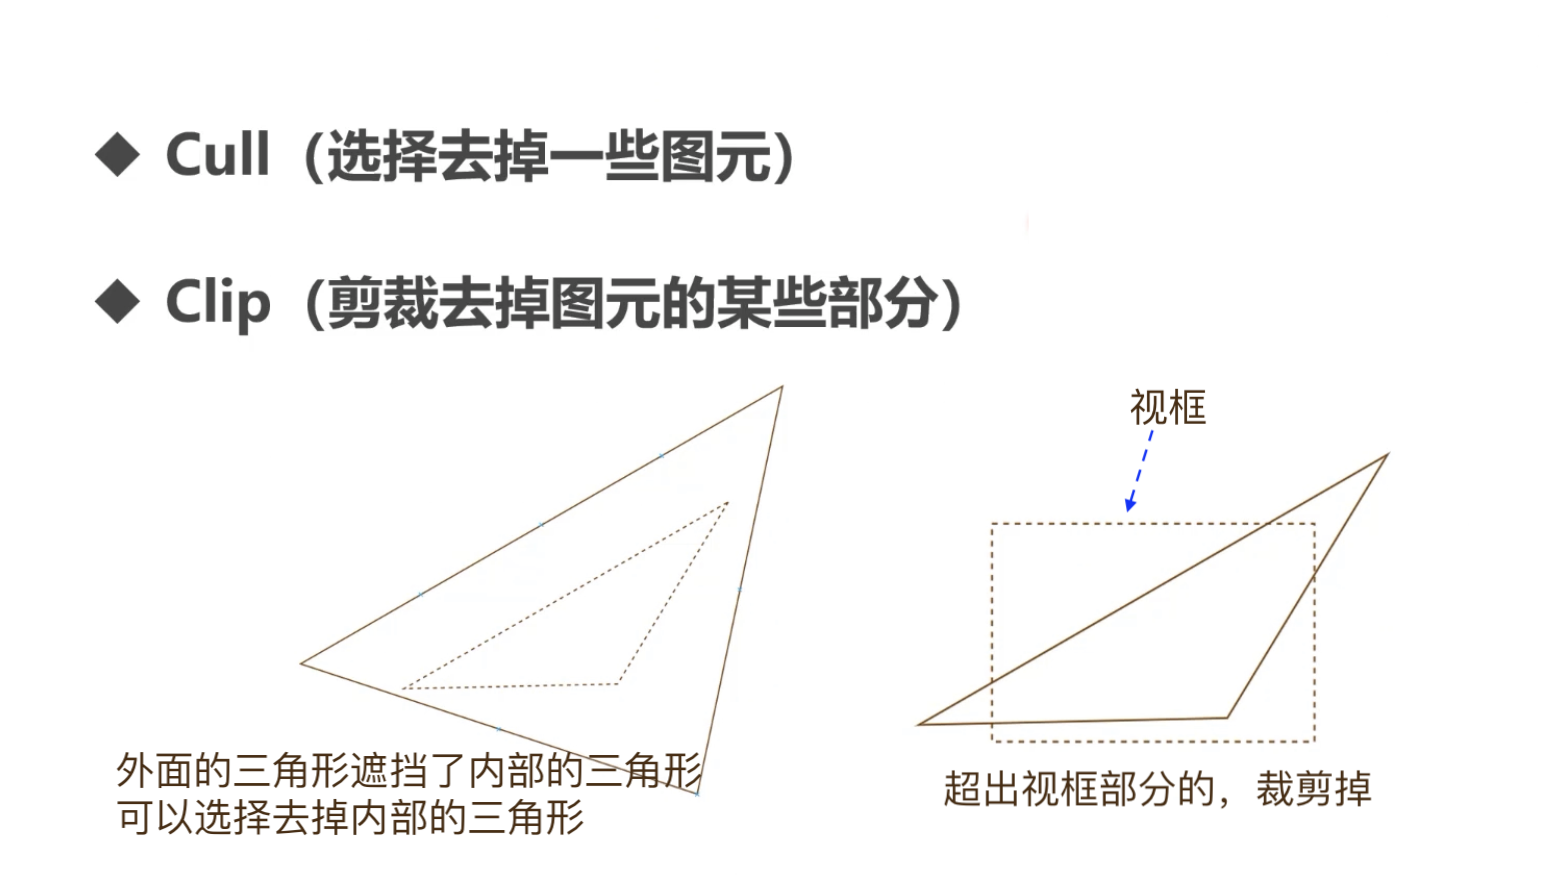 ◆ Cull（选择去掉一些图元）
◆ Clip（剪裁去掉图元的某些部分）
视框
外面的三角形遮挡了内部的三角形
可以选择去掉内部的三角形
超出视框部分的，裁剪掉